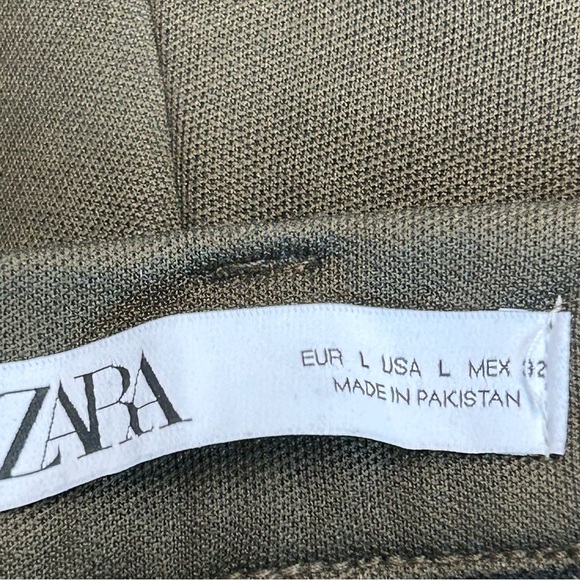 ZARA
EUR L USA L MEX 32
MADE IN PAKISTAN